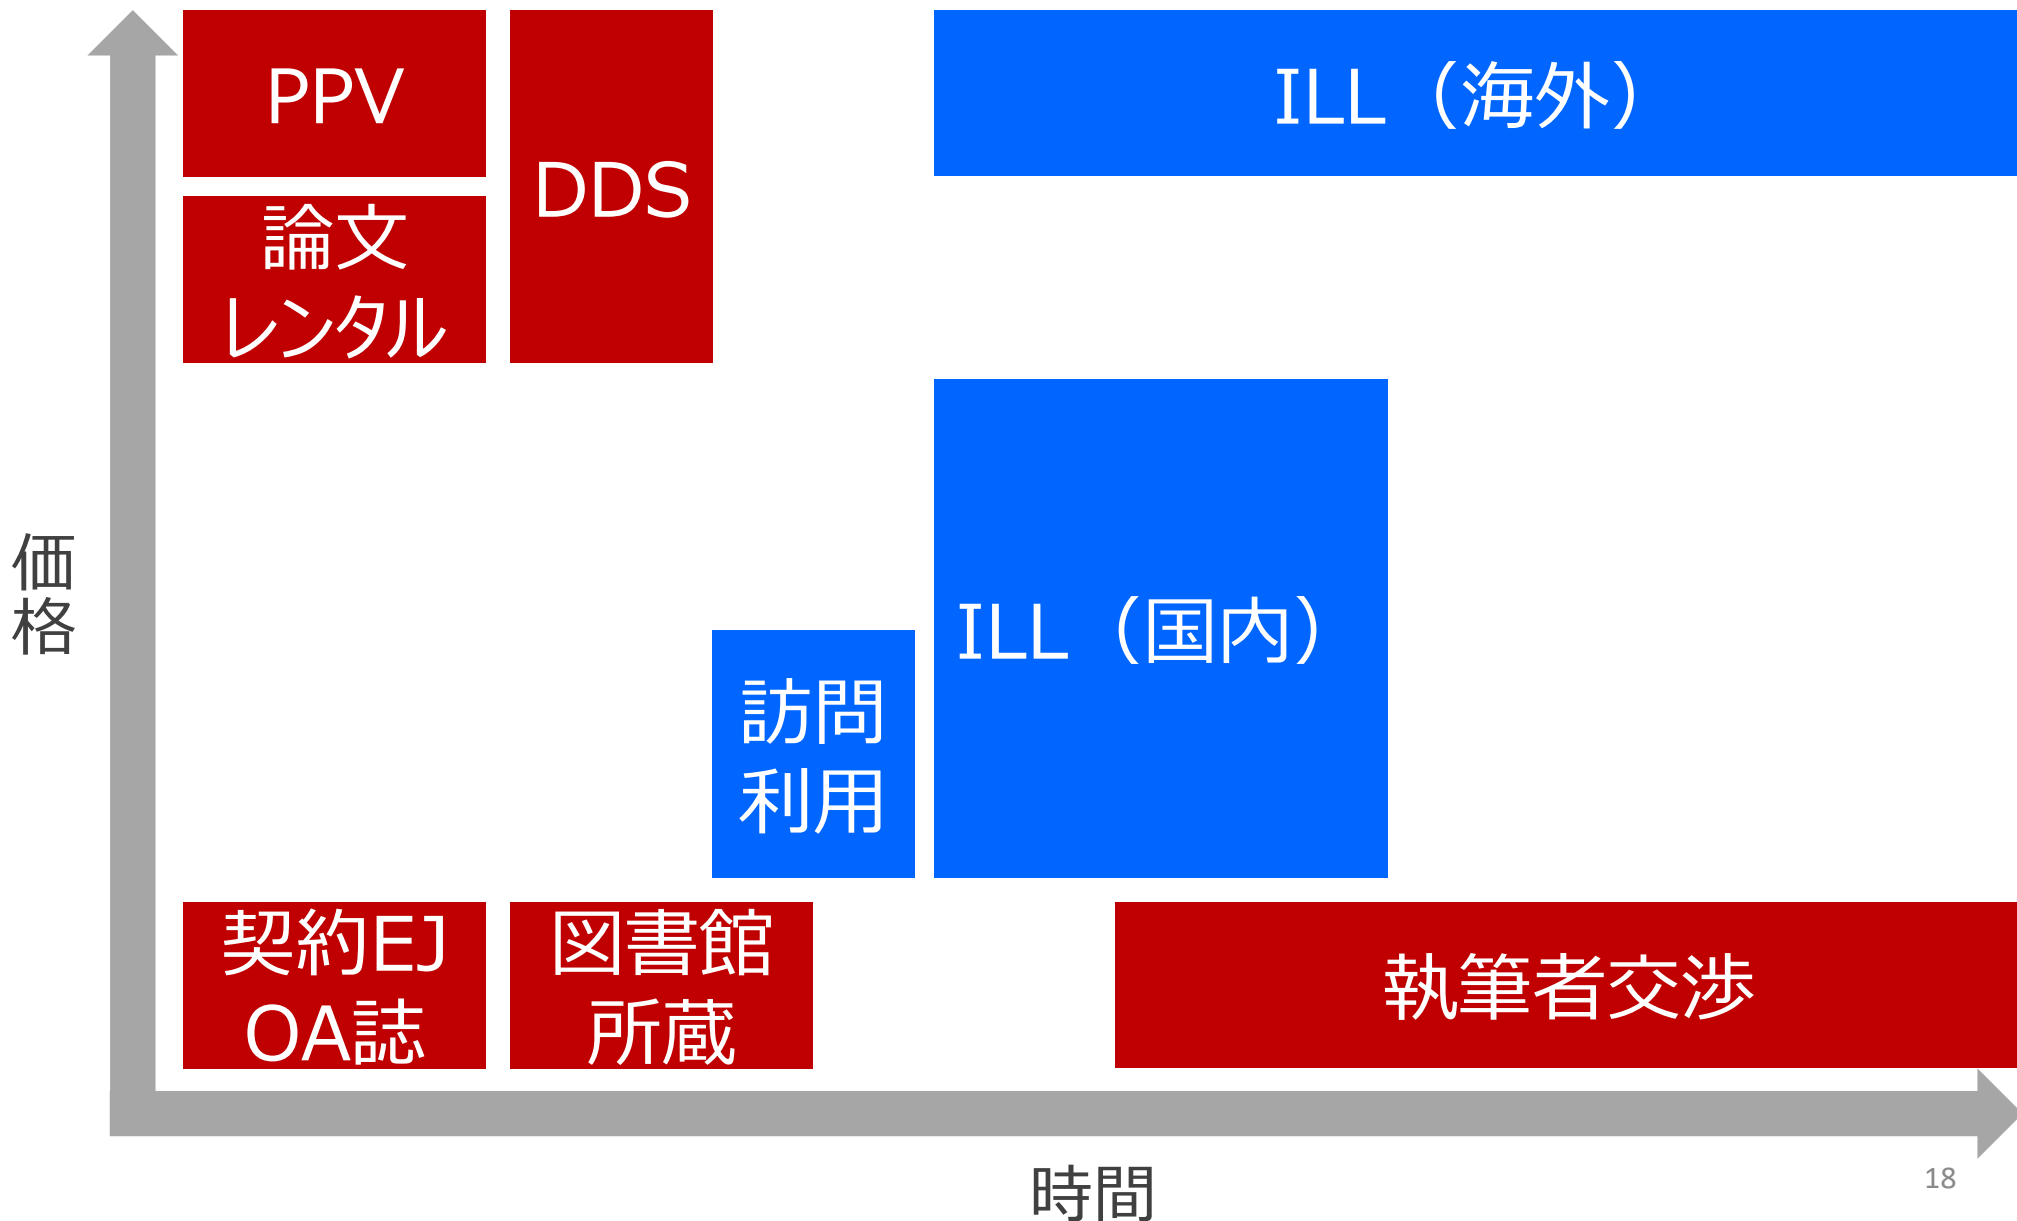 PPV
DDS
ILL（海外）
論文
レンタル
価格
ILL（国内）
訪問
利用
契約EJ
OA誌
図書館
所蔵
執筆者交渉
時間
18